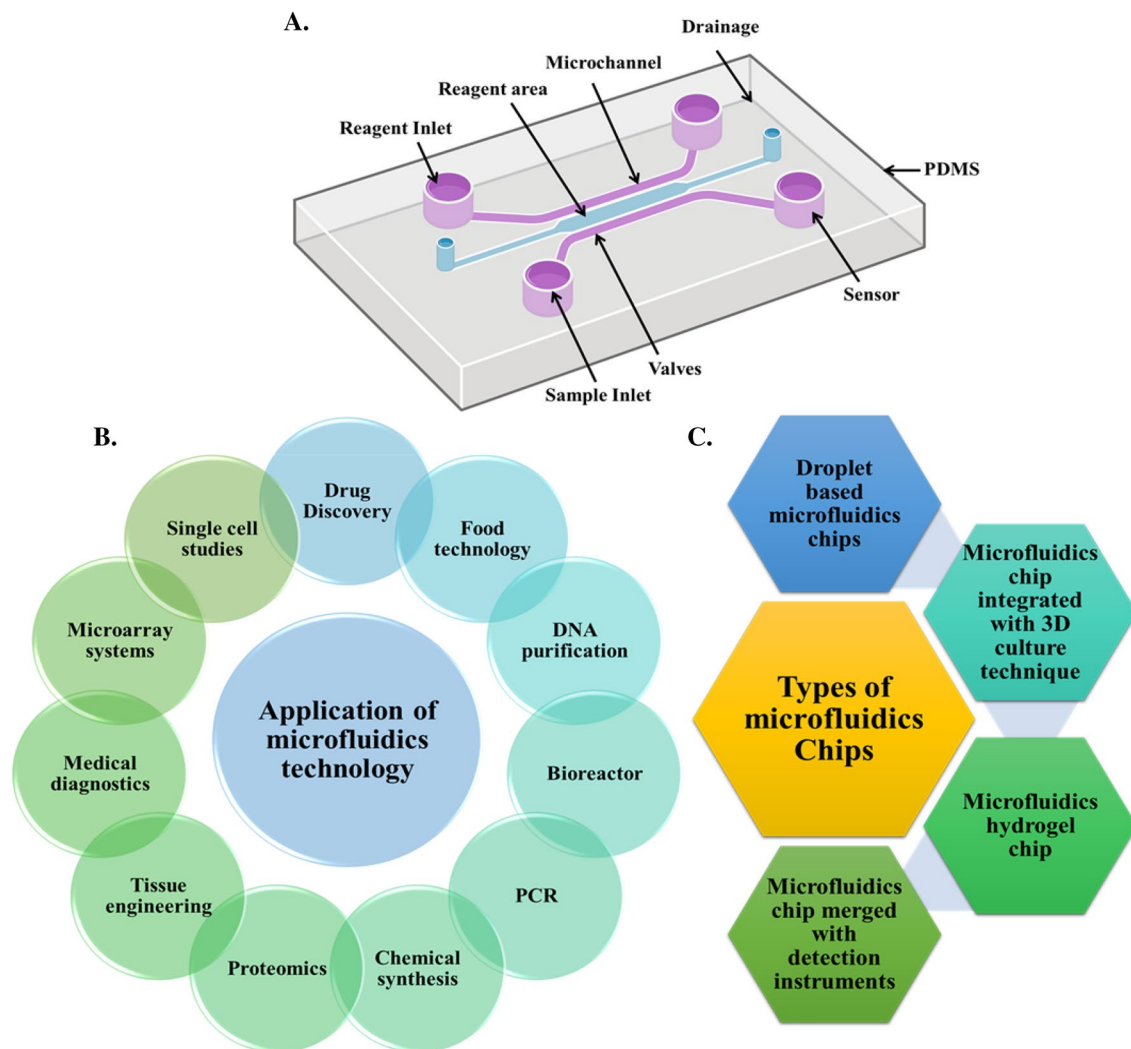 A.
Drainage
Microchannel
Reagent area
Reagent Inlet
PDMS
Sensor
Valves
Sample Inlet
B.
Drug
Discovery
Food
technology
DNA
purification
Bioreactor
PCR
Chemical
synthesis
Proteomics
Tissue
engineering
Medical
diagnostics
Microarray
systems
Single cell
studies
Application of
microfluidics
technology
C.
Droplet
based
microfluidics
chips
Microfluidics
chip
integrated
with 3D
culture
technique
Types of
microfluidics
Chips
Microfluidics
hydrogel
chip
Microfluidics
chip merged
with
detection
instruments